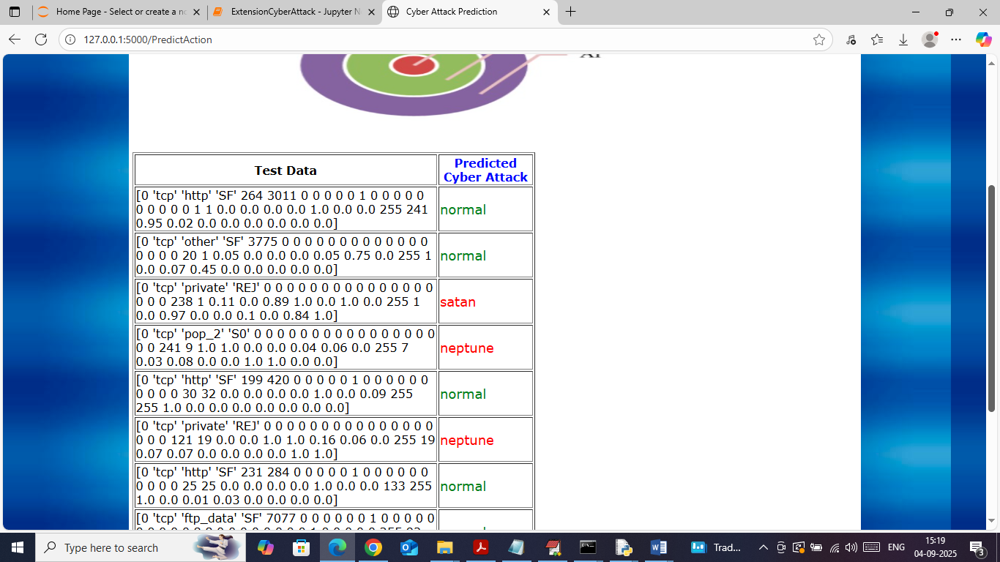 Home Page - Select or create a no
ExtensionCyberAttack - Jupyter N
Cyber Attack Prediction
127.0.0.1:5000/PredictAction
Test Data
Predicted
Cyber Attack
[0 'tcp' 'http' 'SF' 264 3011 0 0 0 0 0 1 0 0 0 0 0
0 0 0 0 0 1 1 0.0 0.0 0.0 0.0 1.0 0.0 0.0 255 241
0.95 0.02 0.0 0.0 0.0 0.0 0.0 0.0]
normal
[0 'tcp' 'other' 'SF' 3775 0 0 0 0 0 0 0 0 0 0 0 0 0
0 0 0 0 20 1 0.05 0.0 0.0 0.0 0.05 0.75 0.0 255 1
0.0 0.07 0.45 0.0 0.0 0.0 0.0 0.0]
normal
[0 'tcp' 'private' 'REJ' 0 0 0 0 0 0 0 0 0 0 0 0 0 0 0
0 0 0 238 1 0.11 0.0 0.89 1.0 0.0 1.0 0.0 255 1
0.0 0.97 0.0 0.0 0.1 0.0 0.84 1.0]
satan
[0 'tcp' 'pop_2' 'S0' 0 0 0 0 0 0 0 0 0 0 0 0 0 0 0 0
0 0 241 9 1.0 1.0 0.0 0.0 0.04 0.06 0.0 255 7
0.03 0.08 0.0 0.0 1.0 1.0 0.0 0.0]
neptune
[0 'tcp' 'http' 'SF' 199 420 0 0 0 0 0 1 0 0 0 0 0 0
0 0 0 0 30 32 0.0 0.0 0.0 0.0 1.0 0.0 0.09 255
255 1.0 0.0 0.0 0.0 0.0 0.0 0.0 0.0]
normal
[0 'tcp' 'private' 'REJ' 0 0 0 0 0 0 0 0 0 0 0 0 0 0 0
0 0 0 121 19 0.0 0.0 1.0 1.0 0.16 0.06 0.0 255 19
0.07 0.07 0.0 0.0 0.0 0.0 1.0 1.0]
neptune
[0 'tcp' 'http' 'SF' 231 284 0 0 0 0 0 1 0 0 0 0 0 0
0 0 0 0 25 25 0.0 0.0 0.0 0.0 1.0 0.0 0.0 133 255
1.0 0.0 0.01 0.03 0.0 0.0 0.0 0.0]
normal
[0 'tcp' 'ftp_data' 'SF' 7077 0 0 0 0 0 0 1 0 0 0 0 0
Type here to search
Trad...
ENG
15:19
04-09-2025
3